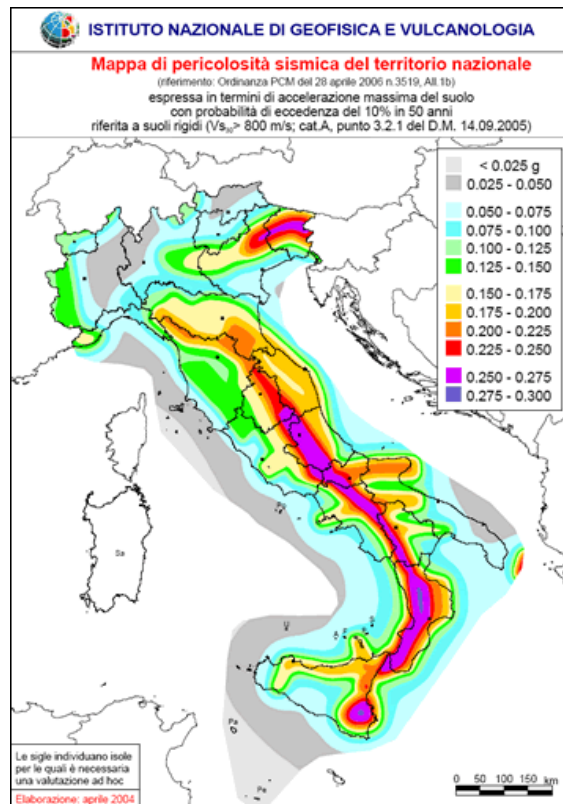 ISTITUTO NAZIONALE DI GEOFISICA E VULCANOLOGIA
Mappa di pericolosità sismica del territorio nazionale
(riferimento: Ordinanza PCM del 28 aprile 2006 n.3519, All.1b)
espressa in termini di accelerazione massima del suolo
con probabilità di eccedenza del 10% in 50 anni
riferita a suoli rigidi (Vs₃₀> 800 m/s; cat.A, punto 3.2.1 del D.M. 14.09.2005)
< 0.025 g
0.025 - 0.050
0.050 - 0.075
0.075 - 0.100
0.100 - 0.125
0.125 - 0.150
0.150 - 0.175
0.175 - 0.200
0.200 - 0.225
0.225 - 0.250
0.250 - 0.275
0.275 - 0.300
Sa
U
Pa
Pe
Le sigle individuano isole
per le quali è necessaria
una valutazione ad hoc
Elaborazione: aprile 2004
0 50 100 150 km